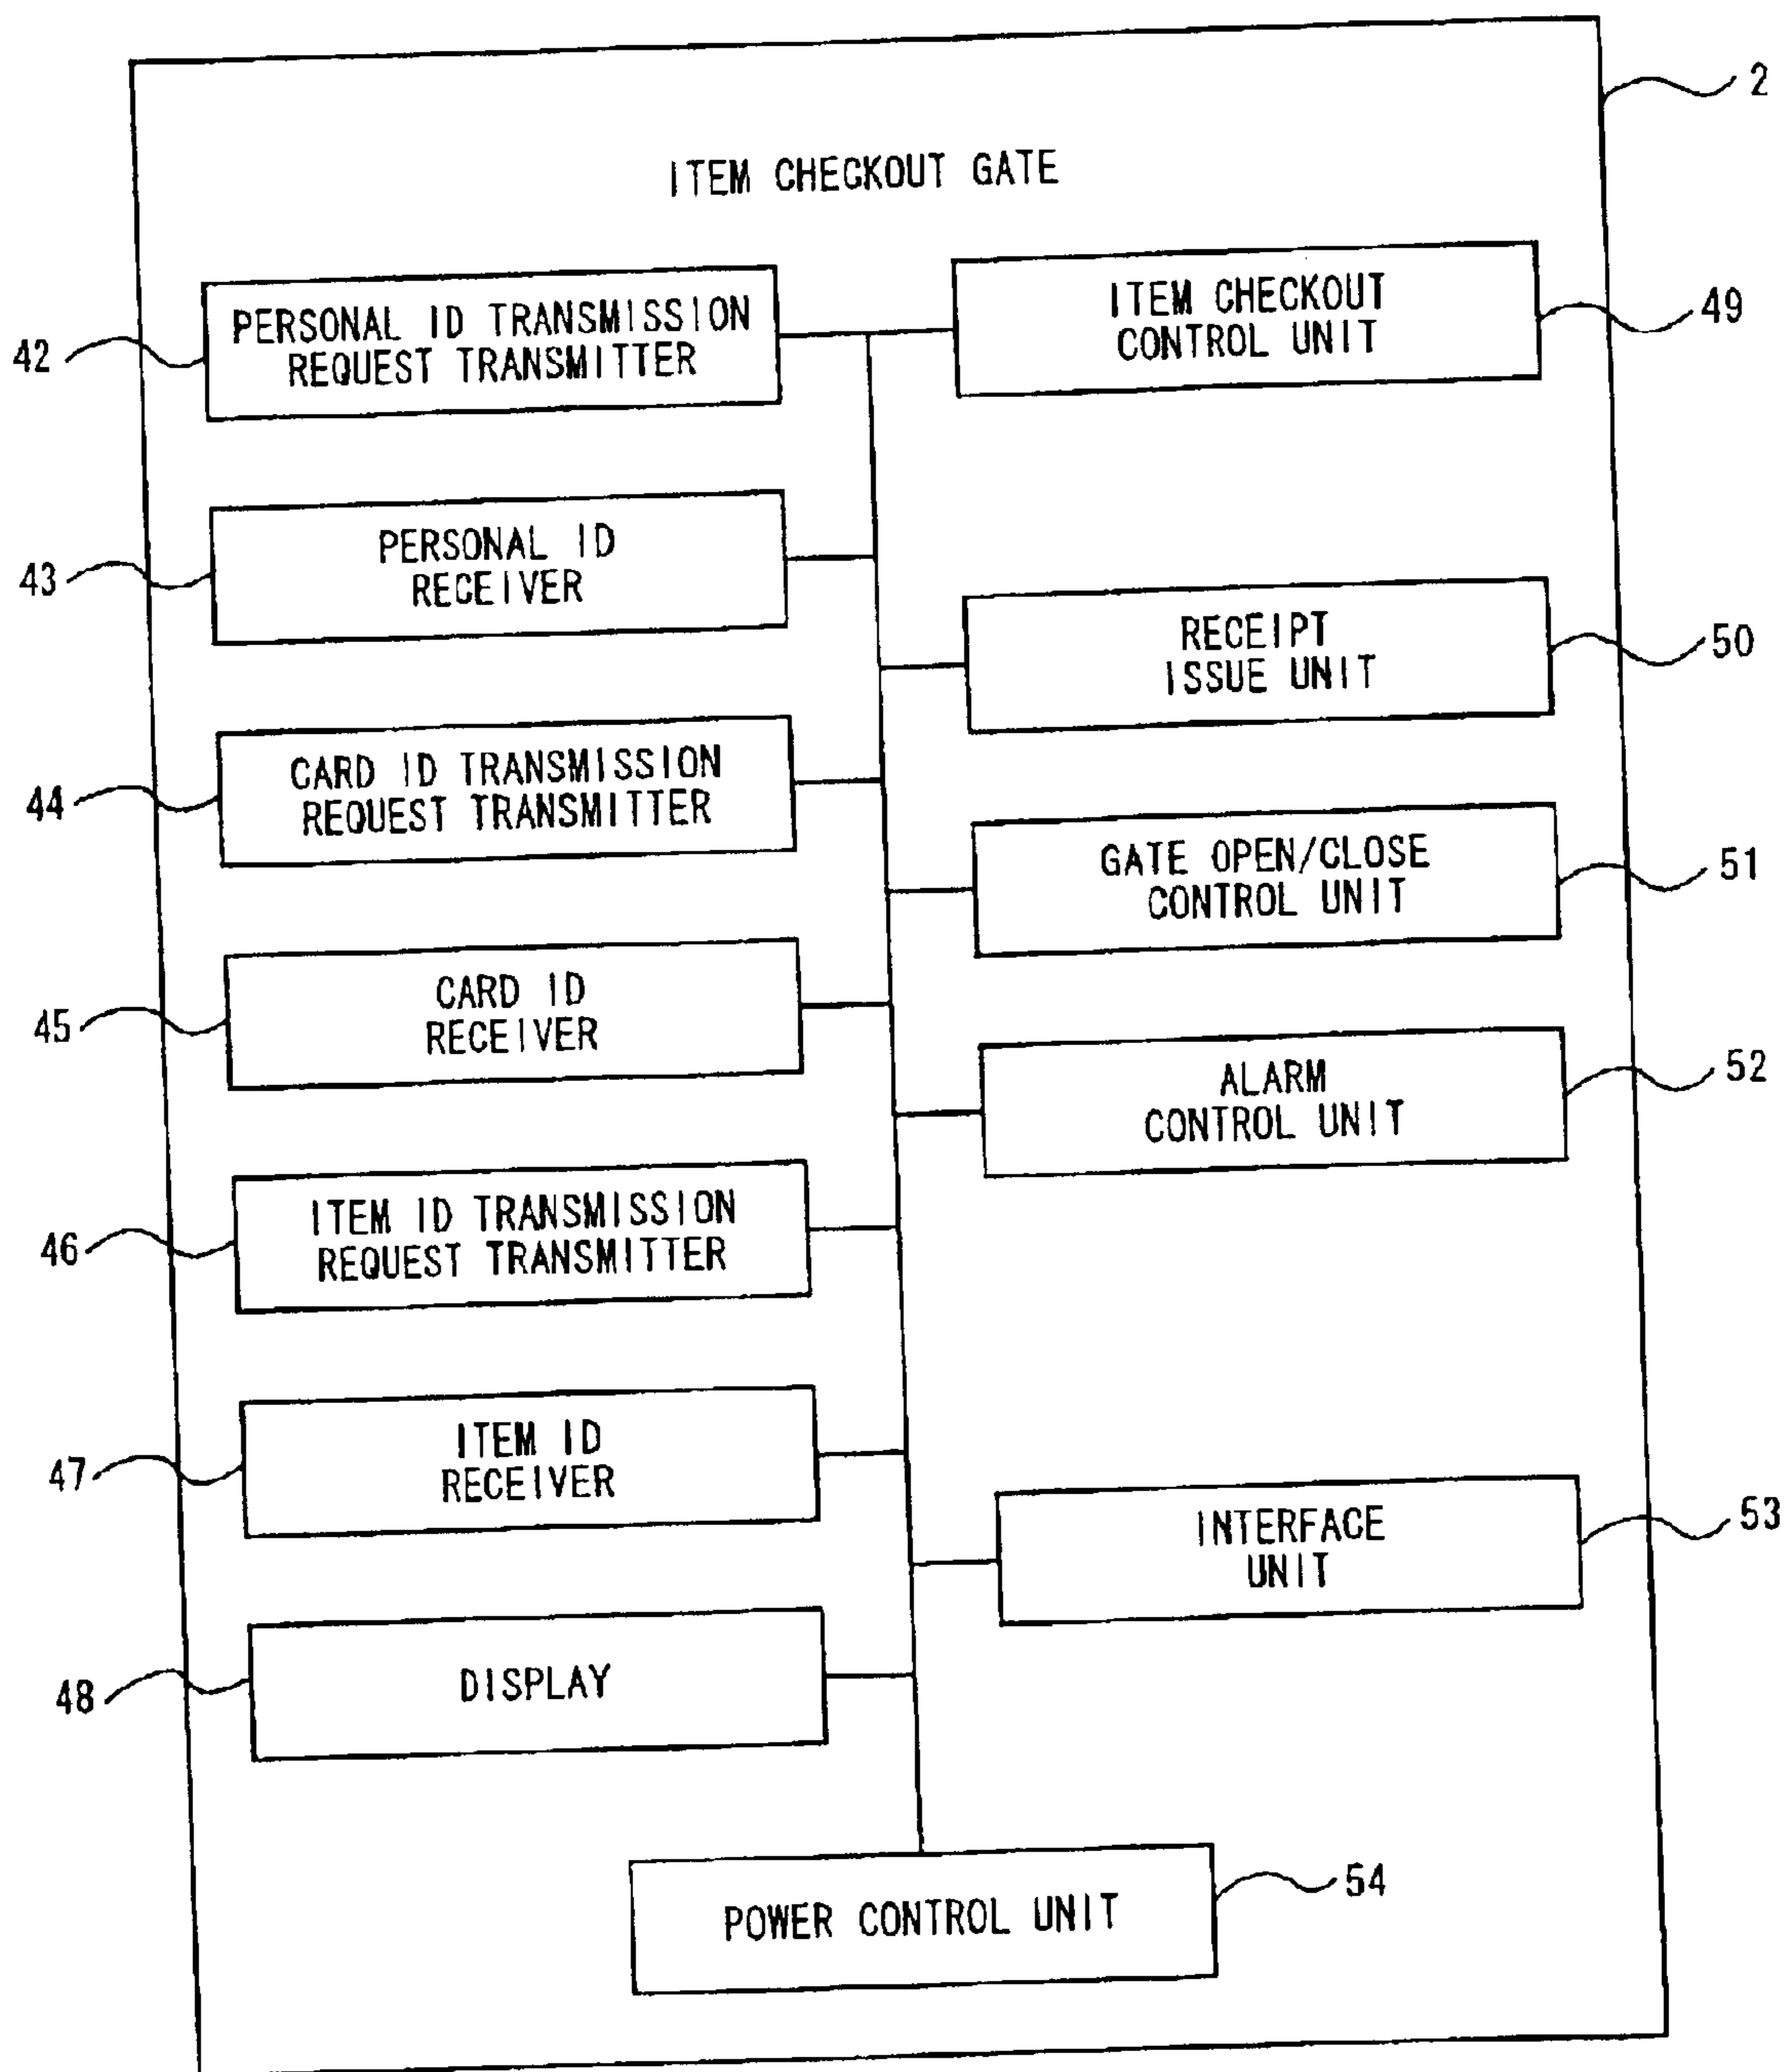 2
ITEM CHECKOUT GATE
42
PERSONAL ID TRANSMISSION
REQUEST TRANSMITTER
43
PERSONAL ID
RECEIVER
44
CARD ID TRANSMISSION
REQUEST TRANSMITTER
45
CARD ID
RECEIVER
46
ITEM ID TRANSMISSION
REQUEST TRANSMITTER
47
ITEM ID
RECEIVER
48
DISPLAY
ITEM CHECKOUT
CONTROL UNIT
49
RECEIPT
ISSUE UNIT
50
GATE OPEN/CLOSE
CONTROL UNIT
51
ALARM
CONTROL UNIT
52
INTERFACE
UNIT
53
POWER CONTROL UNIT
54